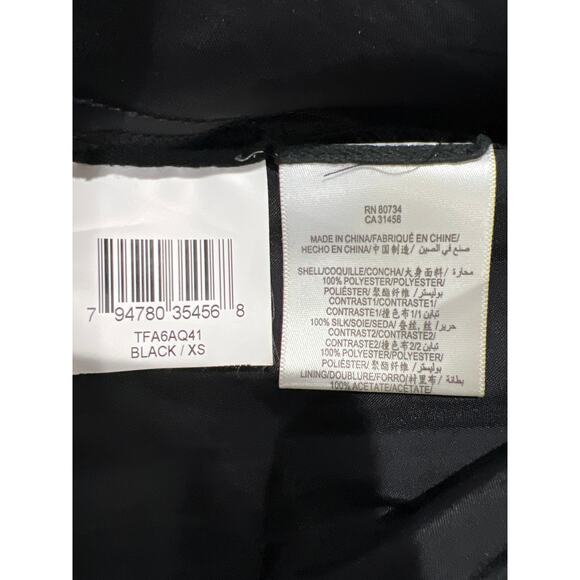 7 94780 35456 8
TFA6AQ41
BLACK / XS
RN 80734
CA 31458
MADE IN CHINA/FABRIQUÉ EN CHINE/
HECHO EN CHINA/中国制造/ صنع في الصين
SHELL/COQUILLE/CONCHA/大身面料/ محارة
100% POLYESTER/POLYESTER/
POLIÉSTER/聚酯纤维/ بوليستر
CONTRAST1/CONTRASTE1/
CONTRASTE1/撞色布1/ تباين 1
100% SILK/SOIE/SEDA/蚕丝, 丝/ حرير
CONTRAST2/CONTRASTE2/
CONTRASTE2/撞色布2/ تباين 2
100% POLYESTER/POLYESTER/
POLIÉSTER/聚酯纤维/ بوليستر
LINING/DOUBLURE/FORRO/衬里布/ بطانة
100% ACETATE/ACÉTATE/